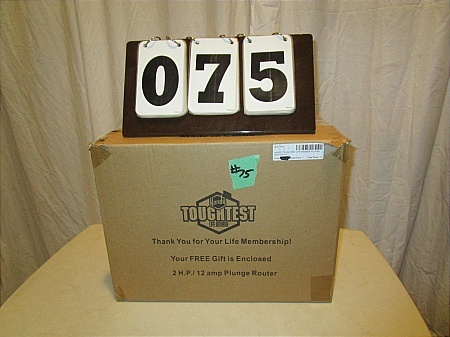 075
#75
Handy
TOUGHTEST
Thank You for Your Life Membership!
Your FREE Gift is Enclosed
2 H.P./ 12 amp Plunge Router